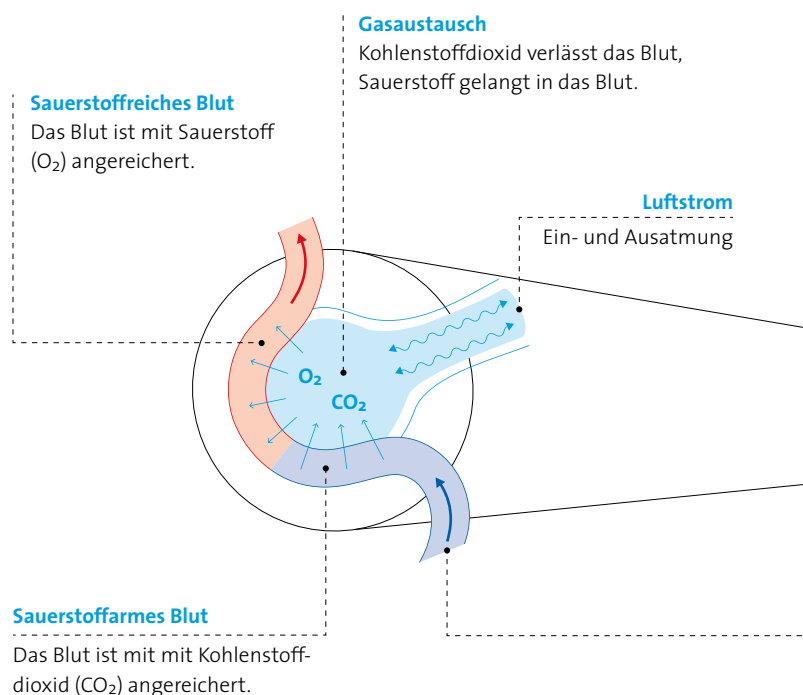 Gasaustausch
Kohlenstoffdioxid verlässt das Blut,
Sauerstoff gelangt in das Blut.
Sauerstoffreiches Blut
Das Blut ist mit Sauerstoff
(O₂) angereichert.
Luftstrom
Ein- und Ausatmung
O₂
CO₂
Sauerstoffarmes Blut
Das Blut ist mit mit Kohlenstoff-
dioxid (CO₂) angereichert.